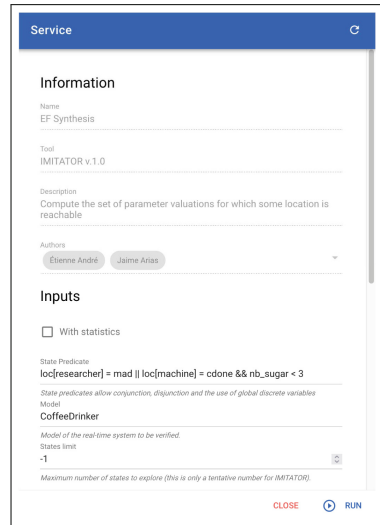 Service
Information
Name
EF Synthesis
Tool
IMITATOR v.1.0
Description
Compute the set of parameter valuations for which some location is
reachable
Authors
Étienne André Jaime Arias
Inputs
With statistics
State Predicate
loc[researcher] = mad || loc[machine] = cdone && nb_sugar < 3
State predicates allow conjunction, disjunction and the use of global discrete variables
Model
CoffeeDrinker
Model of the real-time system to be verified.
States limit
-1
Maximum number of states to explore (this is only a tentative number for IMITATOR).
CLOSE RUN